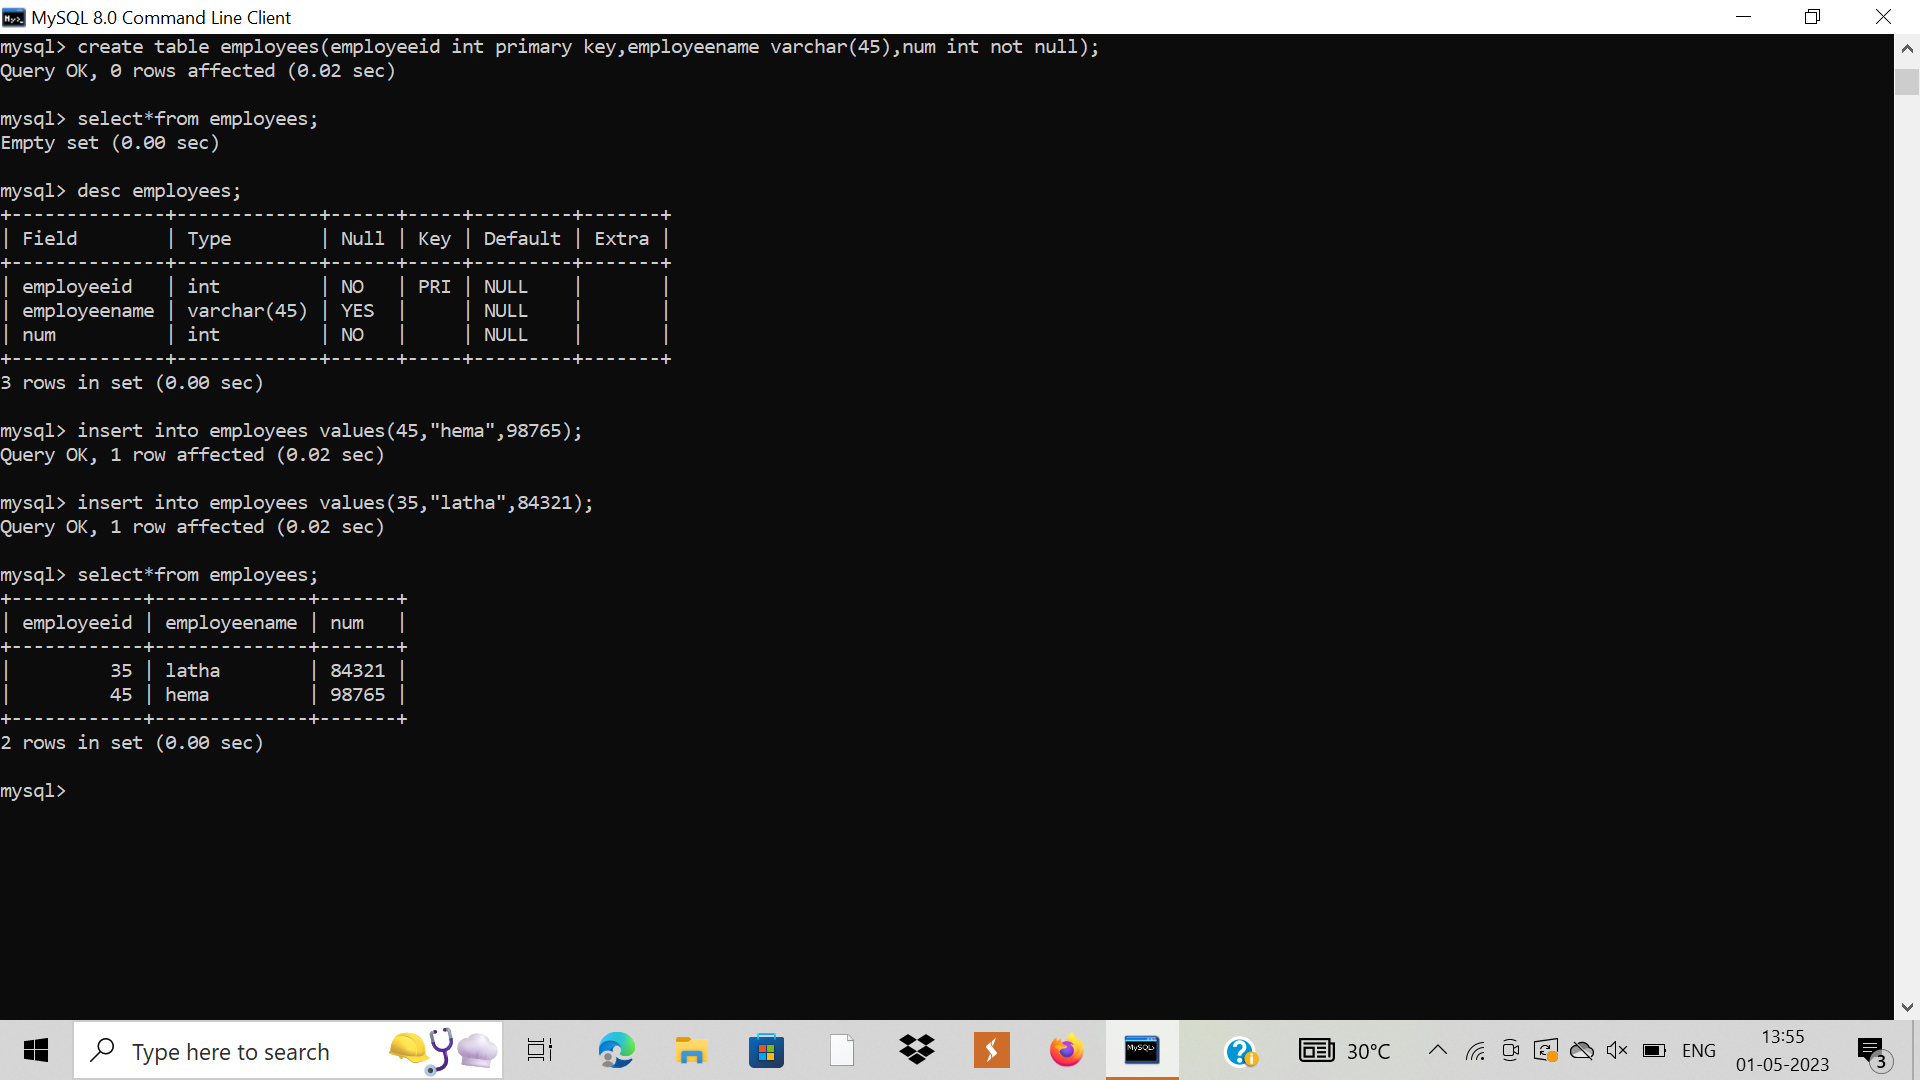 MySQL 8.0 Command Line Client
mysql> create table employees(employeeid int primary key,employeename varchar(45),num int not null);
Query OK, 0 rows affected (0.02 sec)
mysql> select*from employees;
Empty set (0.00 sec)
mysql> desc employees;
+--------------+-------------+------+-----+---------+-------+
| Field        | Type        | Null | Key | Default | Extra |
+--------------+-------------+------+-----+---------+-------+
| employeeid   | int         | NO   | PRI | NULL    |       |
| employeename | varchar(45) | YES  |     | NULL    |       |
| num          | int         | NO   |     | NULL    |       |
+--------------+-------------+------+-----+---------+-------+
3 rows in set (0.00 sec)
mysql> insert into employees values(45,"hema",98765);
Query OK, 1 row affected (0.02 sec)
mysql> insert into employees values(35,"latha",84321);
Query OK, 1 row affected (0.02 sec)
mysql> select*from employees;
+------------+--------------+-------+
| employeeid | employeename | num   |
+------------+--------------+-------+
|         35 | latha        | 84321 |
|         45 | hema         | 98765 |
+------------+--------------+-------+
2 rows in set (0.00 sec)
mysql>
Type here to search
MySQL>
30°C
ENG
13:55
01-05-2023
3